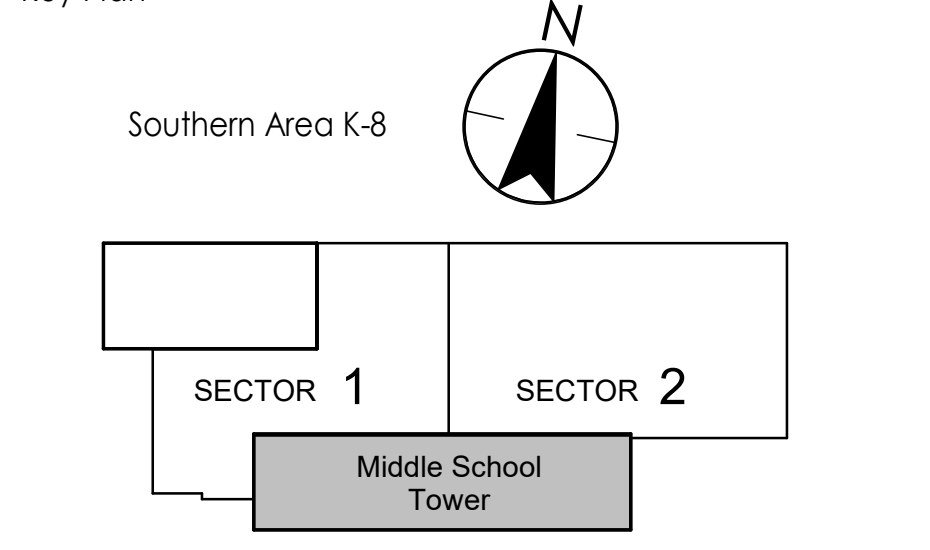 N
Southern Area K-8
SECTOR 1
SECTOR 2
Middle School
Tower